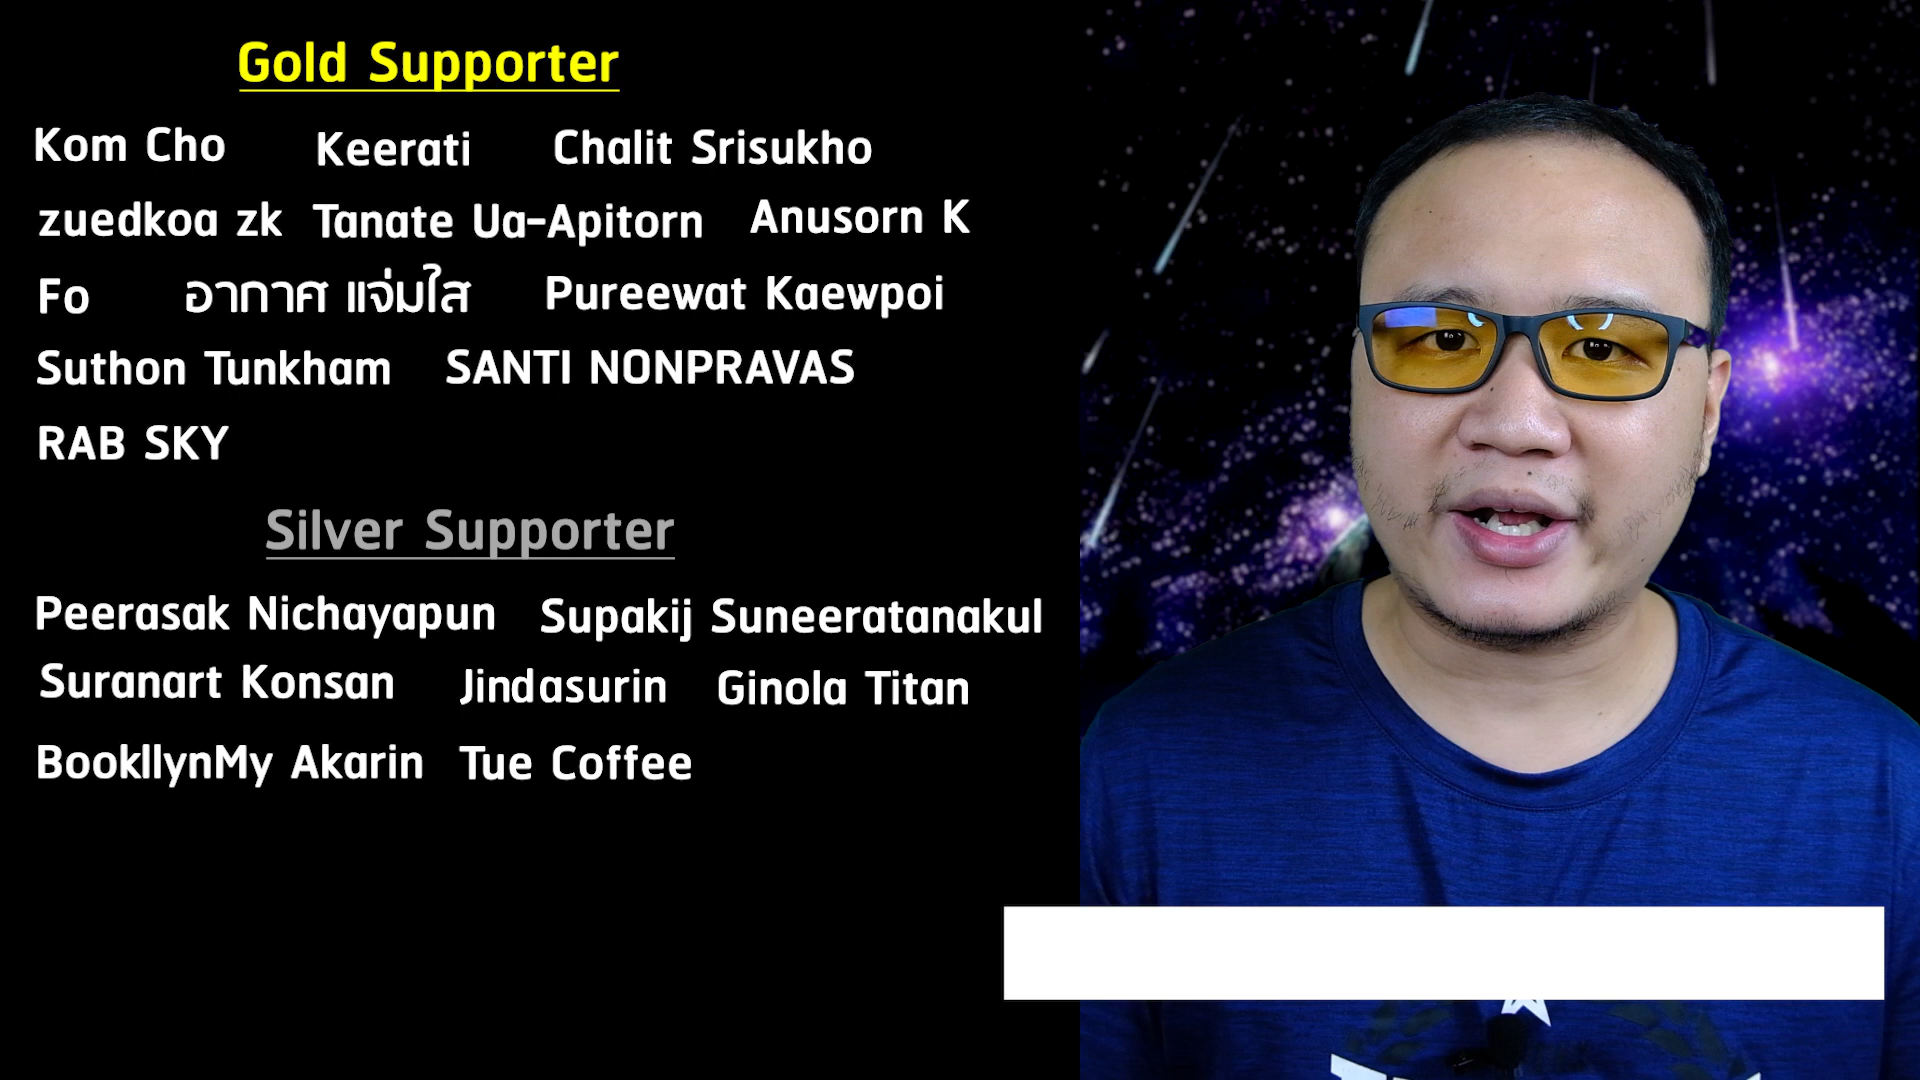 Gold Supporter
Kom Cho Keerati Chalit Srisukho
zuedkoa zk Tanate Ua-Apitorn Anusorn K
Fo อากาศ แจ่มใส Pureewat Kaewpoi
Suthon Tunkham SANTI NONPRAVAS
RAB SKY
Silver Supporter
Peerasak Nichayapun Supakij Suneeratanakul
Suranart Konsan Jindasurin Ginola Titan
BookllynMy Akarin Tue Coffee